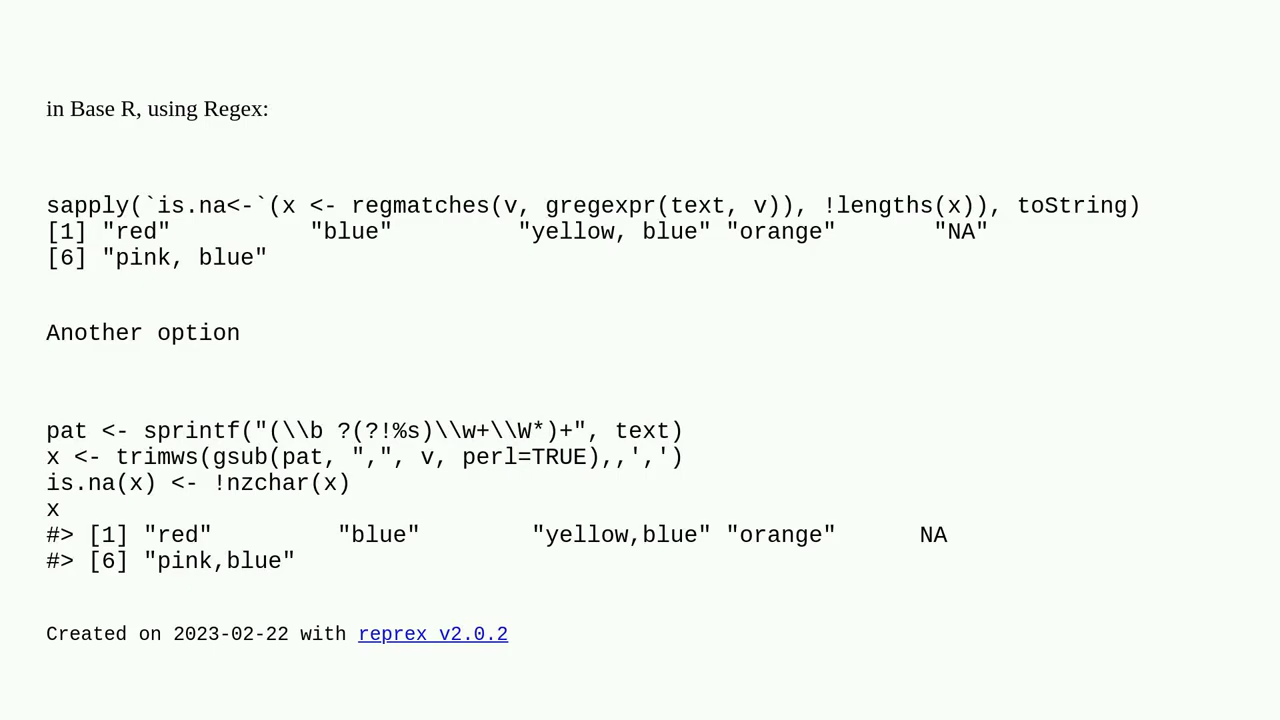 in Base R, using Regex:
sapply(`is.na<-`(x <- regmatches(v, gregexpr(text, v)), !lengths(x)), toString)
[1] "red"          "blue"         "yellow, blue" "orange"       "NA"
[6] "pink, blue"
Another option
pat <- sprintf("(\\b ?(?!%s)\\w+\\W*)+", text)
x <- trimws(gsub(pat, ",", v, perl=TRUE),,',')
is.na(x) <- !nzchar(x)
x
#> [1] "red"         "blue"        "yellow,blue" "orange"      NA
#> [6] "pink,blue"
Created on 2023-02-22 with reprex v2.0.2